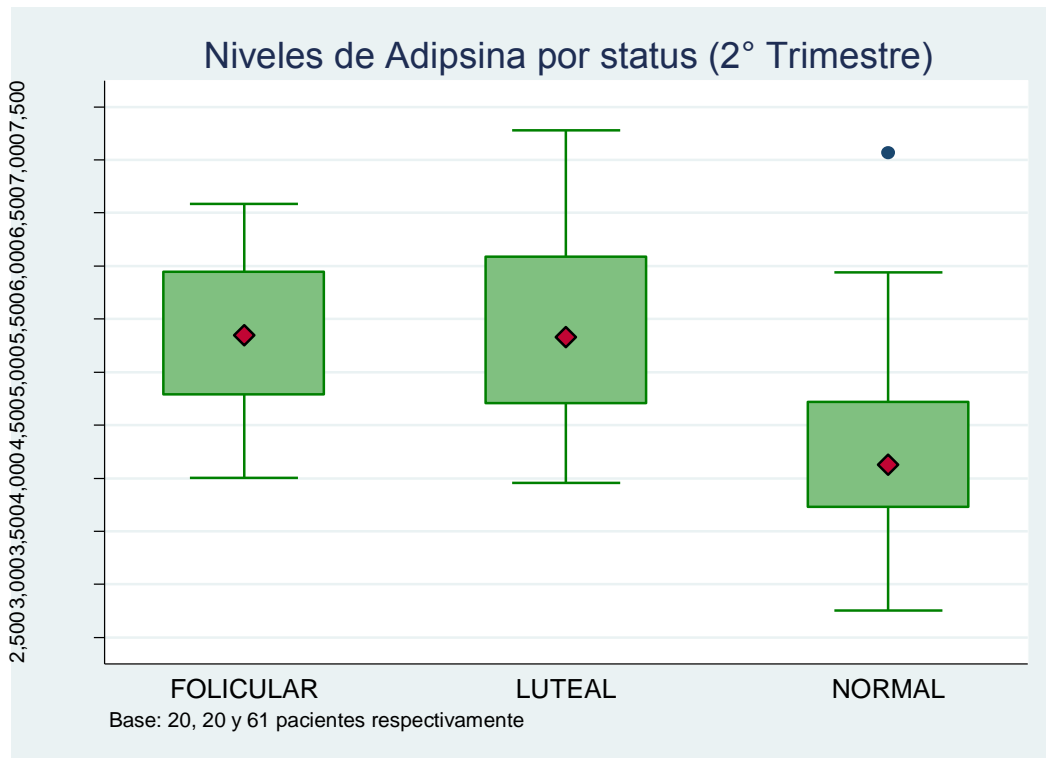 Niveles de Adipsina por status (2° Trimestre)
2,5003,0003,5004,0004,5005,0005,5006,0006,5007,0007,500
FOLICULAR
LUTEAL
NORMAL
Base: 20, 20 y 61 pacientes respectivamente